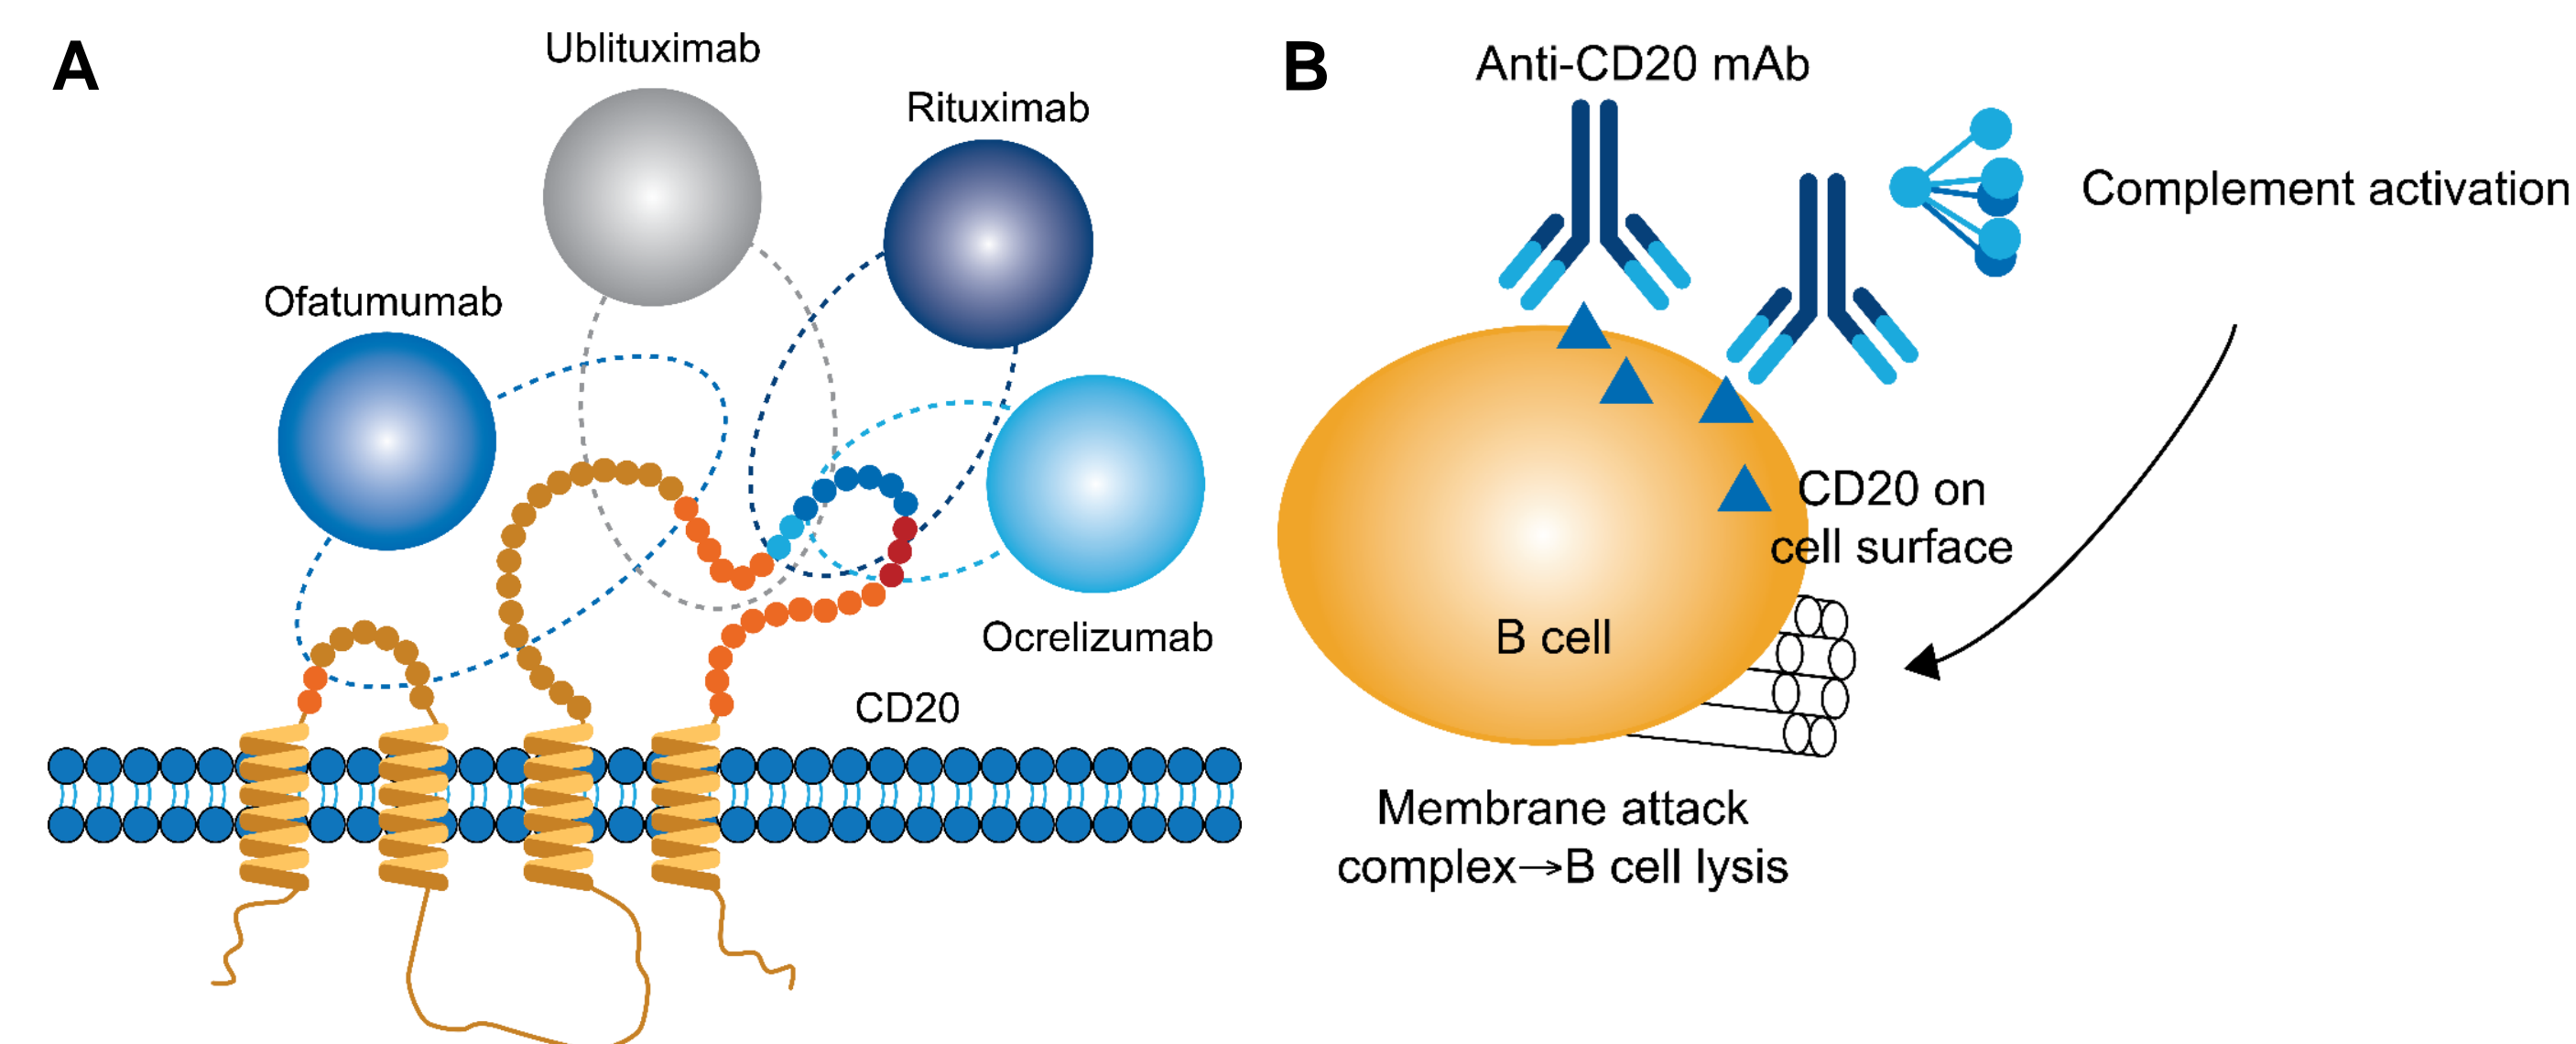 A
Ublituximab
Rituximab
Ofatumumab
Ocrelizumab
CD20
B
Anti-CD20 mAb
Complement activation
CD20 on
cell surface
B cell
Membrane attack
complex→B cell lysis